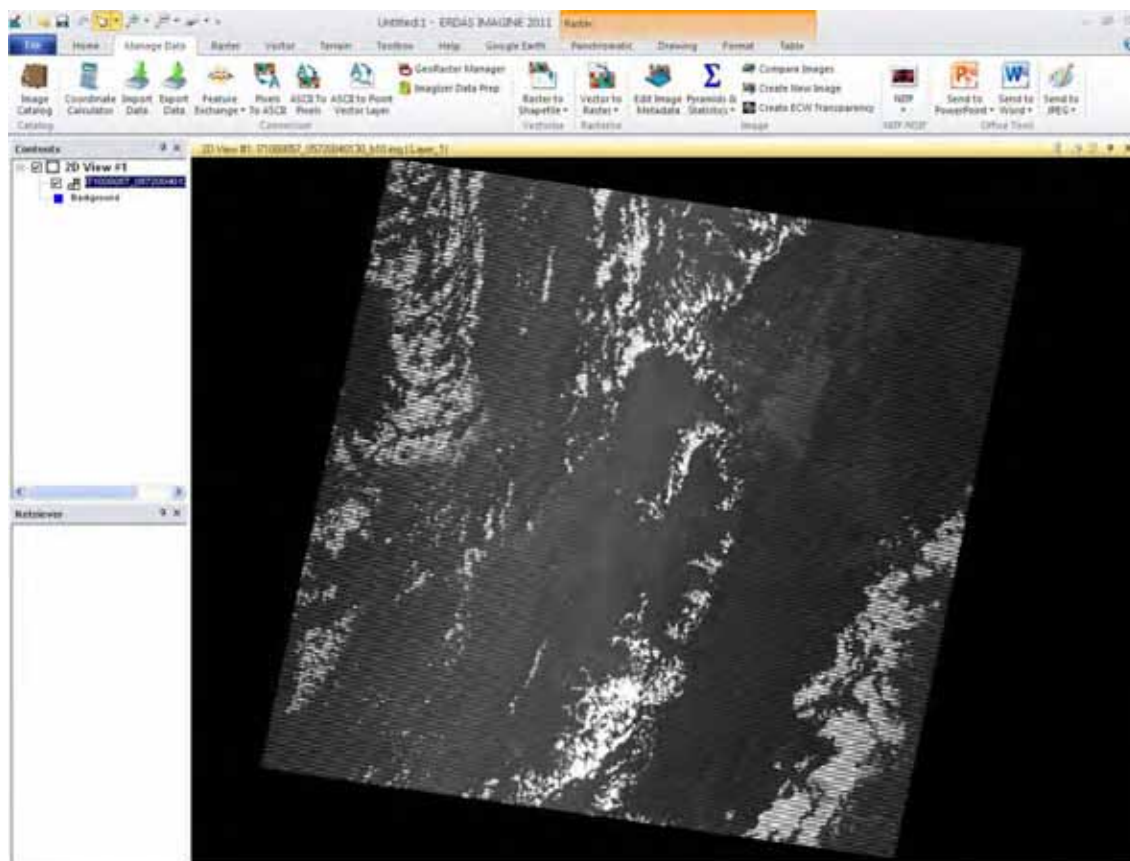 Untitled:1 - ERDAS IMAGINE 2011 Raster
File Home Manage Data Raster Vector Terrain Toolbox Help Google Earth Panchromatic Drawing Format Table
Image Catalog
Coordinate Calculator
Import Data
Export Data
Feature Exchange
Pixels To ASCII
ASCII To Pixels
ASCII to Point Vector Layer
GeoRaster Manager
Imagizer Data Prep
Raster to Shapefile
Vector to Raster
Edit Image Metadata
Pyramids & Statistics
Compare Images
Create New Image
Create ECW Transparency
NITF
Send to PowerPoint
Send to Word
Send to JPEG
Catalog Conversion Vectorize Rasterize Image NITF/NSIF Office Tools
Contents
2D View #1
Background
Retriever